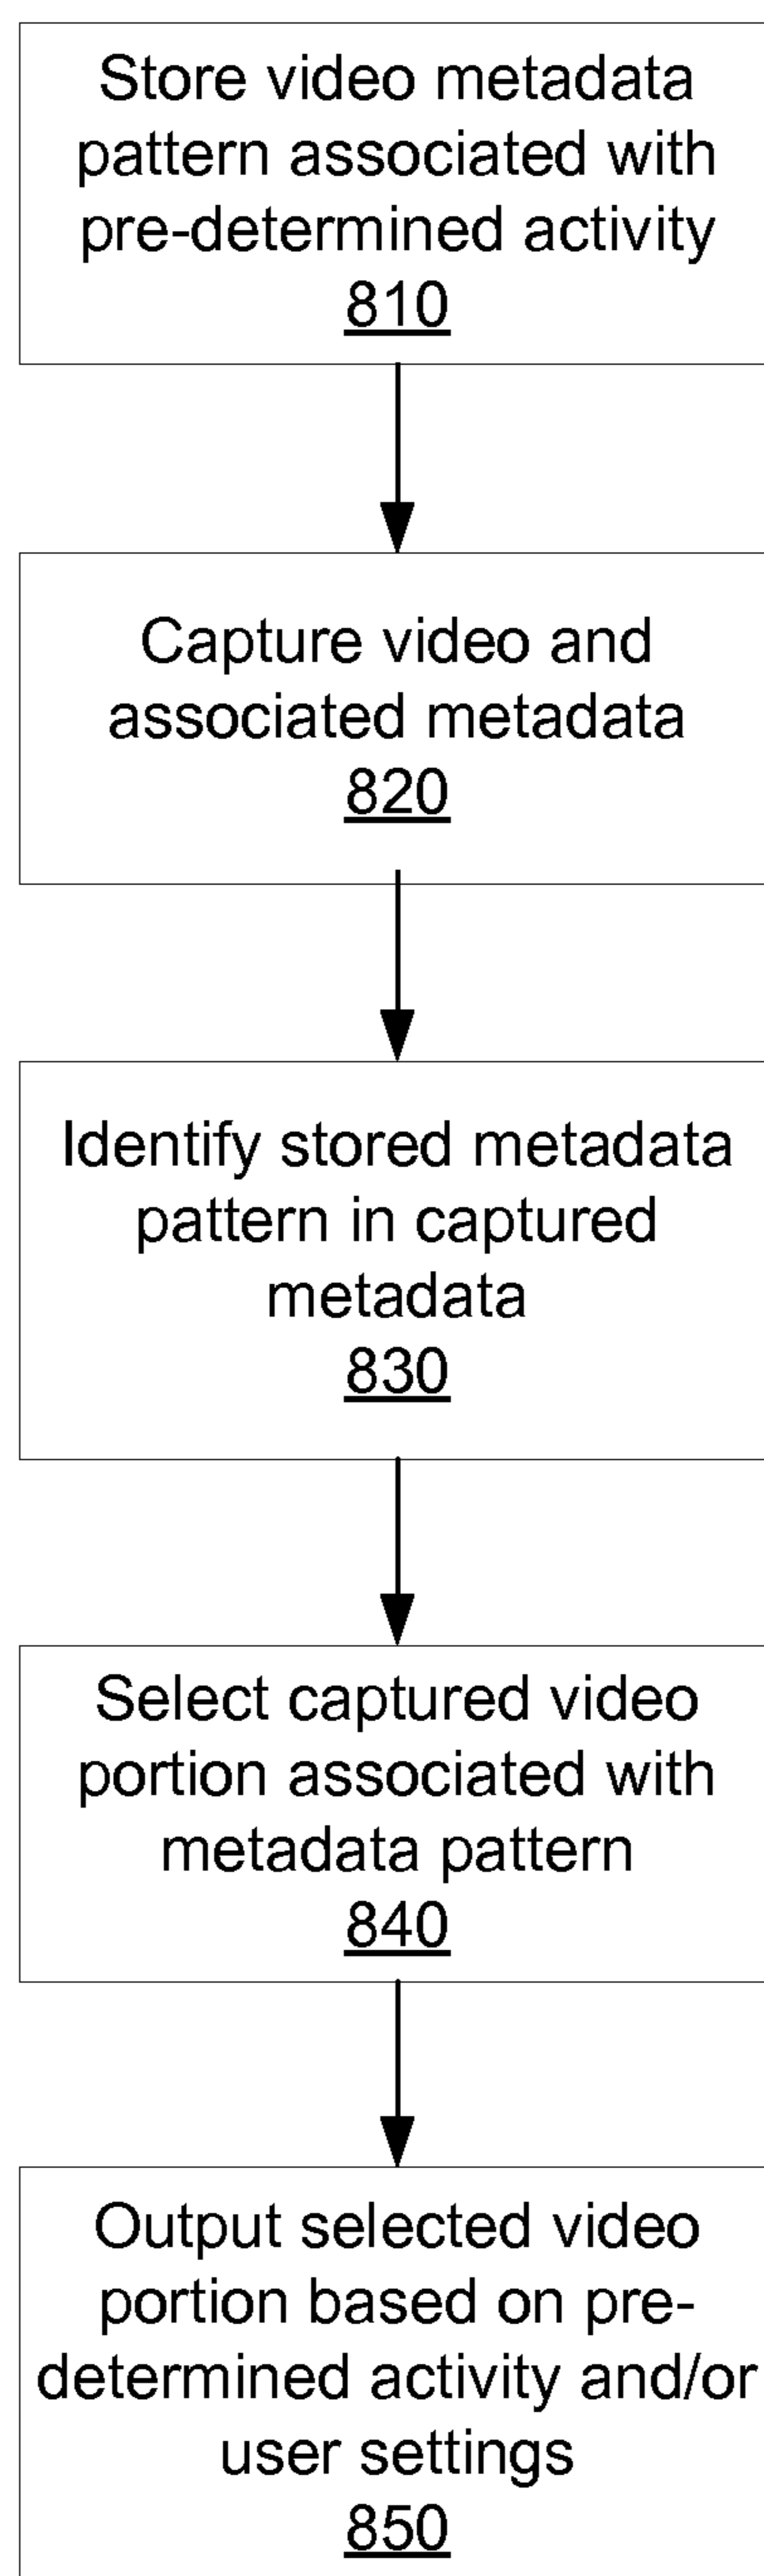 Store video metadata
pattern associated with
pre-determined activity
810
Capture video and
associated metadata
820
Identify stored metadata
pattern in captured
metadata
830
Select captured video
portion associated with
metadata pattern
840
Output selected video
portion based on pre-
determined activity and/or
user settings
850